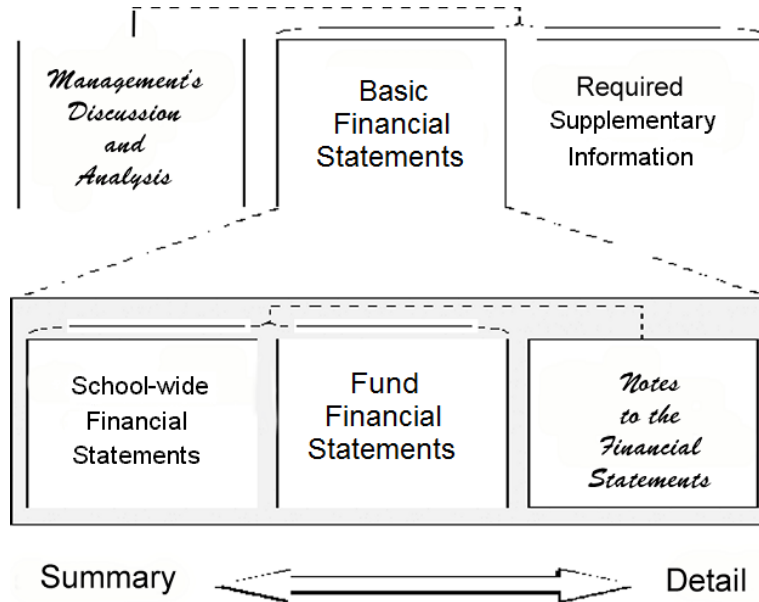 Management's
Discussion
and
Analysis
Basic
Financial
Statements
Required
Supplementary
Information
School-wide
Financial
Statements
Fund
Financial
Statements
Notes
to the
Financial
Statements
Summary
Detail